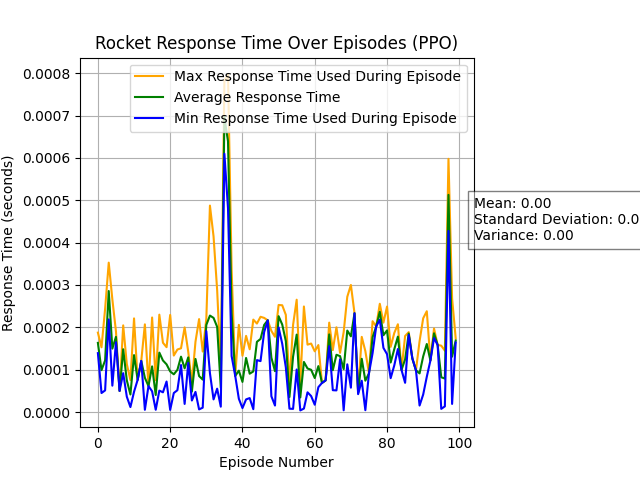 Rocket Response Time Over Episodes (PPO)
Max Response Time Used During Episode
Average Response Time
Min Response Time Used During Episode
Response Time (seconds)
0.0008
0.0007
0.0006
0.0005
0.0004
0.0003
0.0002
0.0001
0.0000
Mean: 0.00
Standard Deviation: 0.0
Variance: 0.00
0
20
40
60
80
100
Episode Number